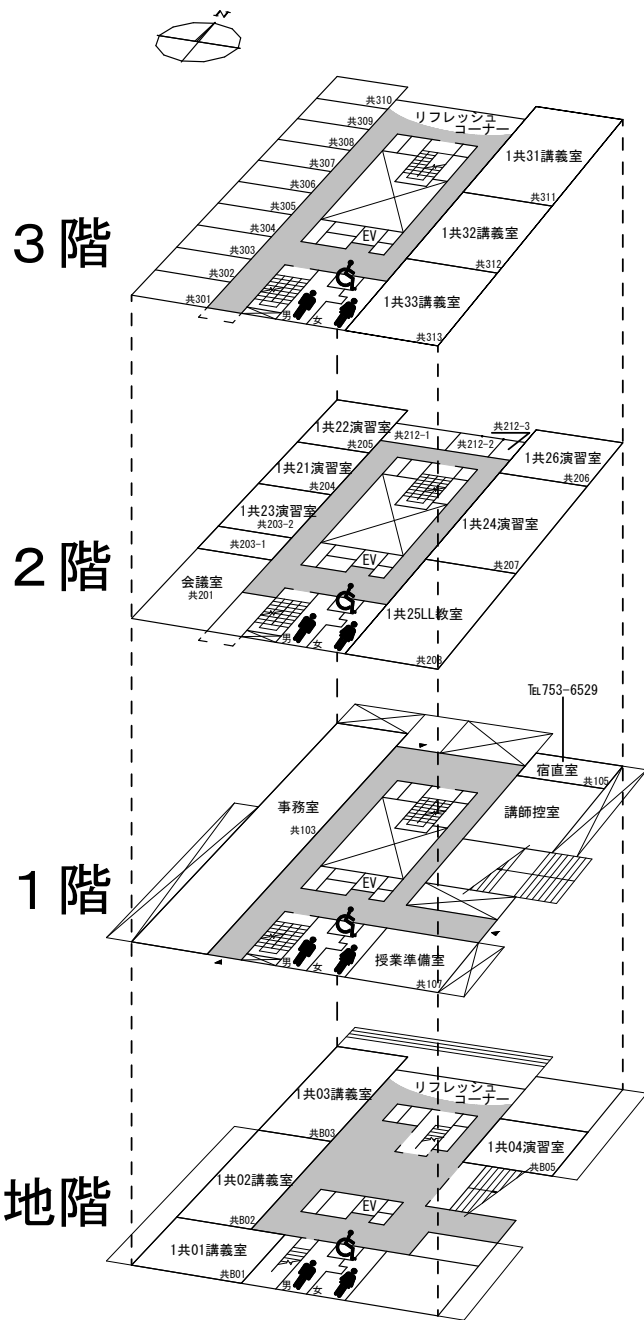 N
3階
共310
リフレッシュ
コーナー
共309
共308
共307
共306
共305
共304
共303
共302
共301
1共31講義室
共311
1共32講義室
共312
1共33講義室
共313
EV
男
女
2階
1共22演習室
共205
共212-1
共212-2
共212-3
1共26演習室
共206
1共21演習室
共204
1共23演習室
共203-2
共203-1
1共24演習室
共207
会議室
共201
EV
1共25LL教室
共208
男
女
1階
℡753-6529
宿直室
共105
事務室
共103
講師控室
EV
授業準備室
共107
男
女
地階
1共03講義室
共B03
リフレッシュ
コーナー
1共04演習室
共B05
1共02講義室
共B02
EV
1共01講義室
共B01
男
女